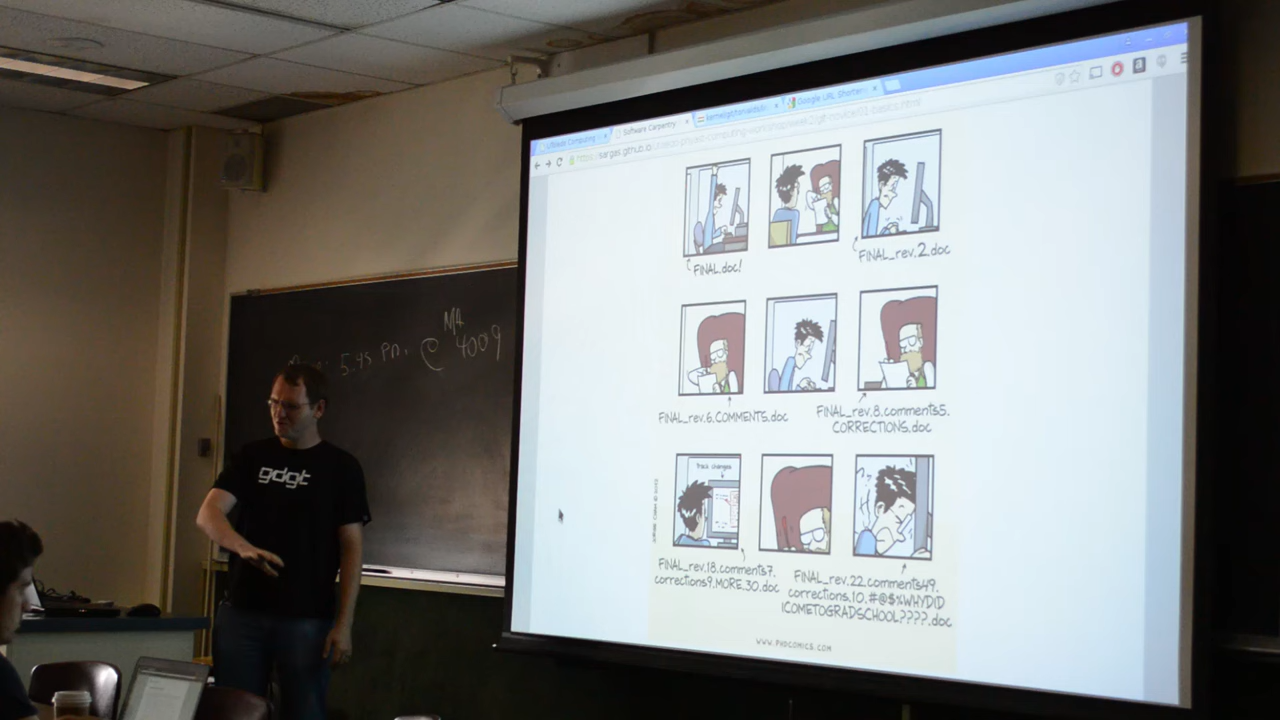 Software Carpentry
Google URL Shorten
FINAL.doc!
FINAL_rev.2.doc
FINAL_rev.6.COMMENTS.doc
FINAL_rev.8.comments5.
CORRECTIONS.doc
track changes
FINAL_rev.18.comments7.
corrections9.MORE.30.doc
FINAL_rev.22.comments49.
corrections.10.#@$%WHYDID
ICOMETOGRADSCHOOL????.doc
WWW.PHDCOMICS.COM
5.45 pm. @ M4
4009
gdgt